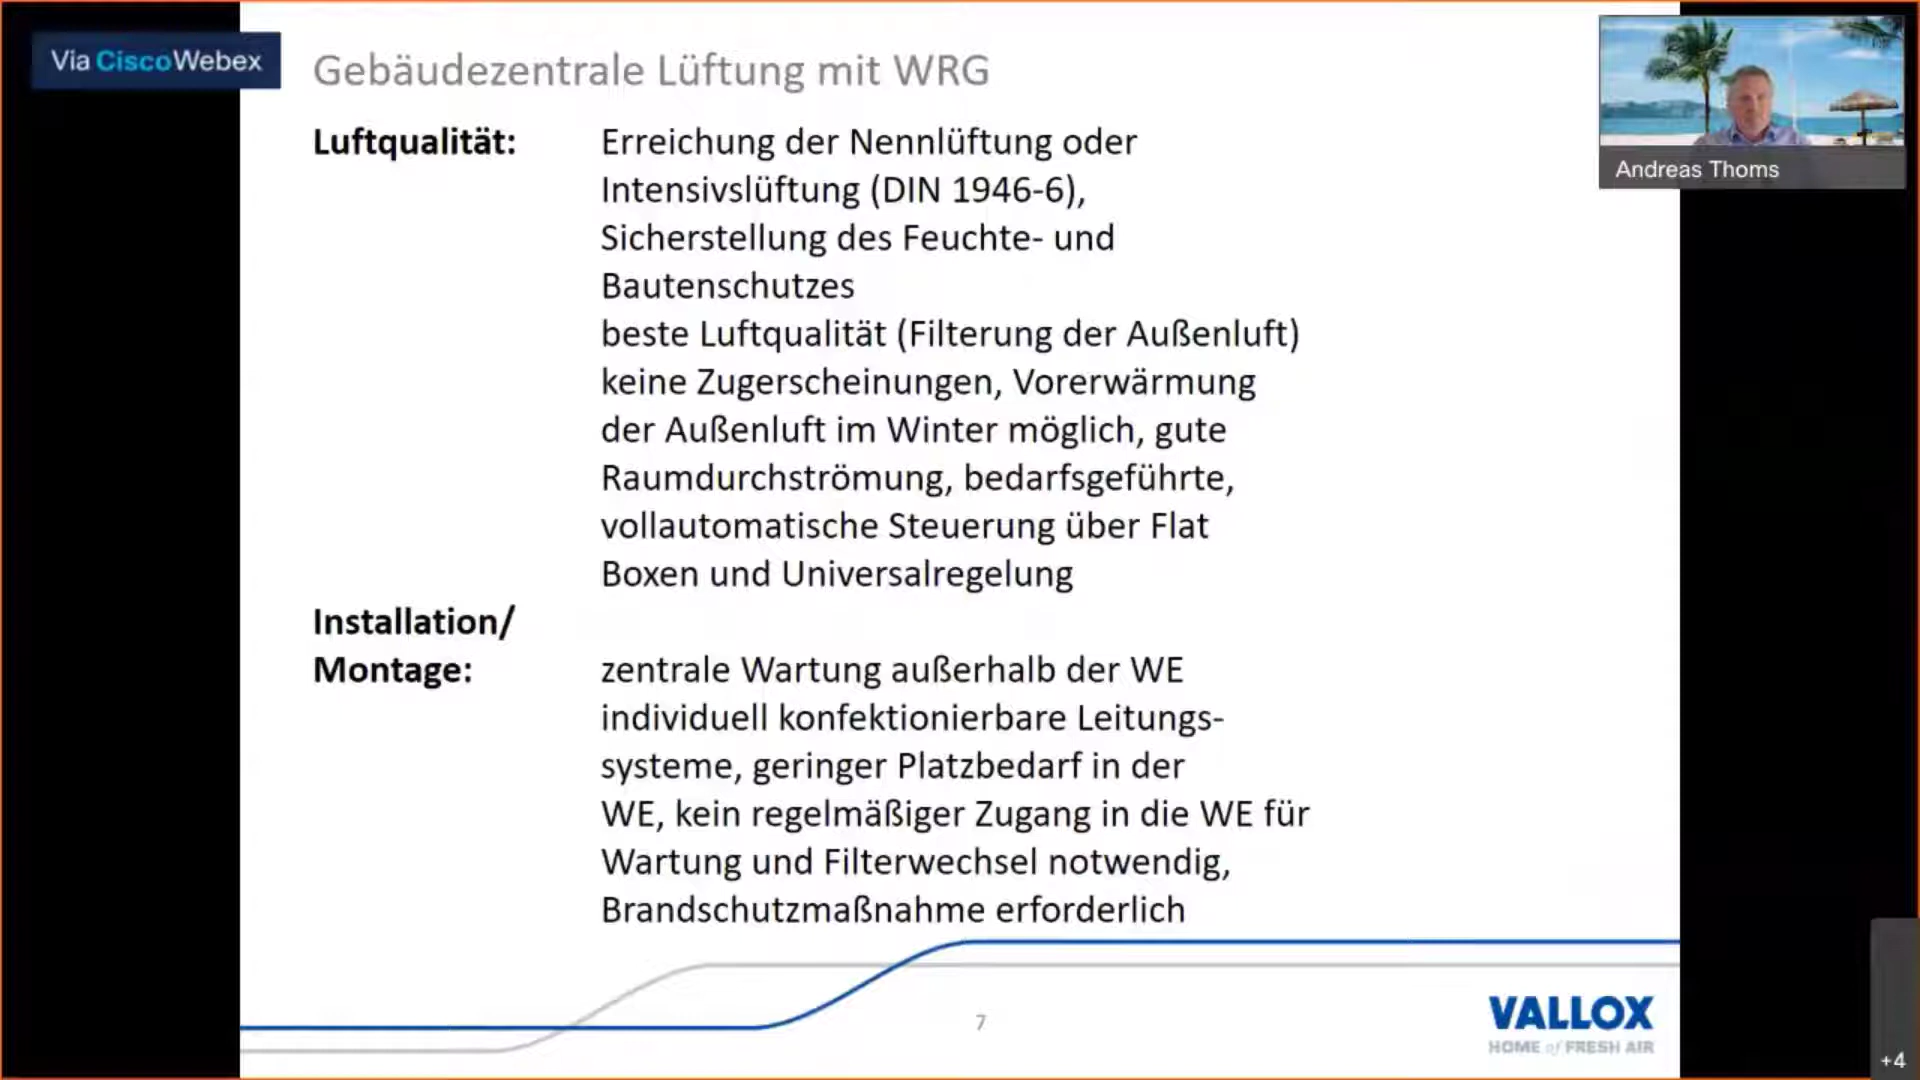 Via CiscoWebex
Gebäudezentrale Lüftung mit WRG
Andreas Thoms
Luftqualität: Erreichung der Nennlüftung oder
Intensivslüftung (DIN 1946-6),
Sicherstellung des Feuchte- und
Bautenschutzes
beste Luftqualität (Filterung der Außenluft)
keine Zugerscheinungen, Vorerwärmung
der Außenluft im Winter möglich, gute
Raumdurchströmung, bedarfsgeführte,
vollautomatische Steuerung über Flat
Boxen und Universalregelung
Installation/
Montage: zentrale Wartung außerhalb der WE
individuell konfektionierbare Leitungs-
systeme, geringer Platzbedarf in der
WE, kein regelmäßiger Zugang in die WE für
Wartung und Filterwechsel notwendig,
Brandschutzmaßnahme erforderlich
7
VALLOX
HOME of FRESH AIR
+4